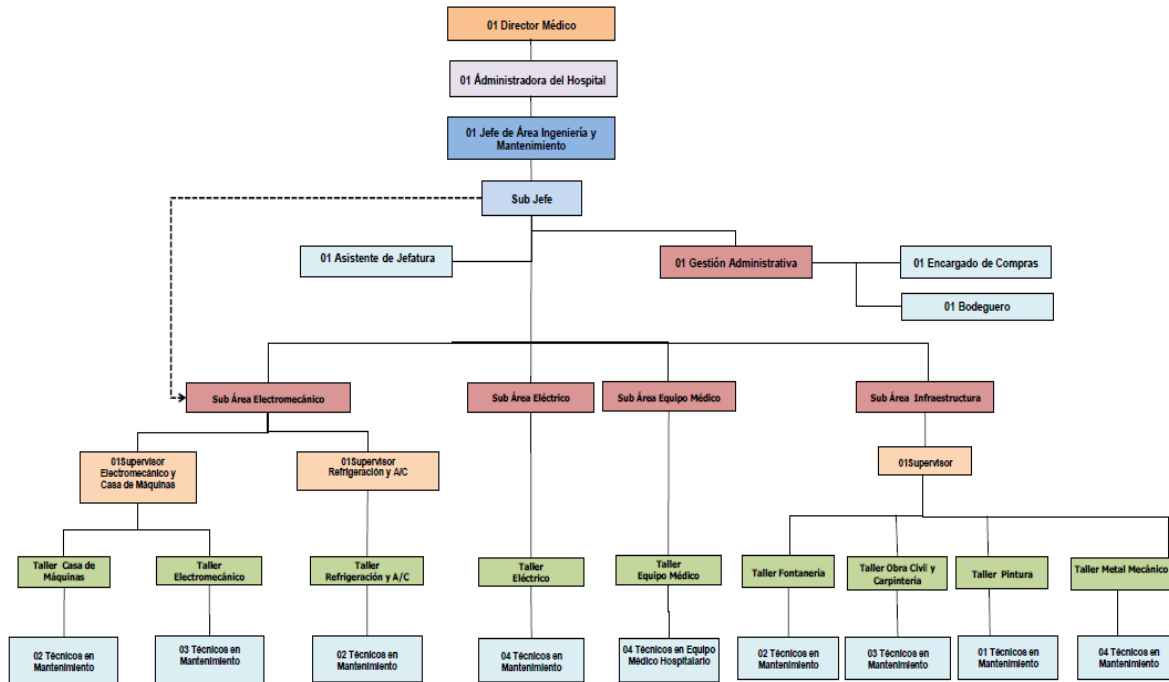 01 Director Médico
01 Ádministradora del Hospital
01 Jefe de Área Ingeniería y
Mantenimiento
Sub Jefe
01 Asistente de Jefatura
01 Gestión Administrativa
01 Encargado de Compras
01 Bodeguero
Sub Área Electromecánico
Sub Área Eléctrico
Sub Área Equipo Médico
Sub Área Infraestructura
01Supervisor
Electromecánico y
Casa de Máquinas
01Supervisor
Refrigeración y A/C
01Supervisor
Taller Casa de
Máquinas
Taller
Electromecánico
Taller
Refrigeración y A/C
Taller
Eléctrico
Taller
Equipo Médico
Taller Fontanería
Taller Obra Civil y
Carpintería
Taller Pintura
Taller Metal Mecánico
02 Técnicos en
Mantenimiento
03 Técnicos en
Mantenimiento
02 Técnicos en
Mantenimiento
04 Técnicos en
Mantenimiento
04 Técnicos en Equipo
Médico Hospitalario
02 Técnicos en
Mantenimiento
03 Técnicos en
Mantenimiento
01 Técnicos en
Mantenimiento
04 Técnicos en
Mantenimiento